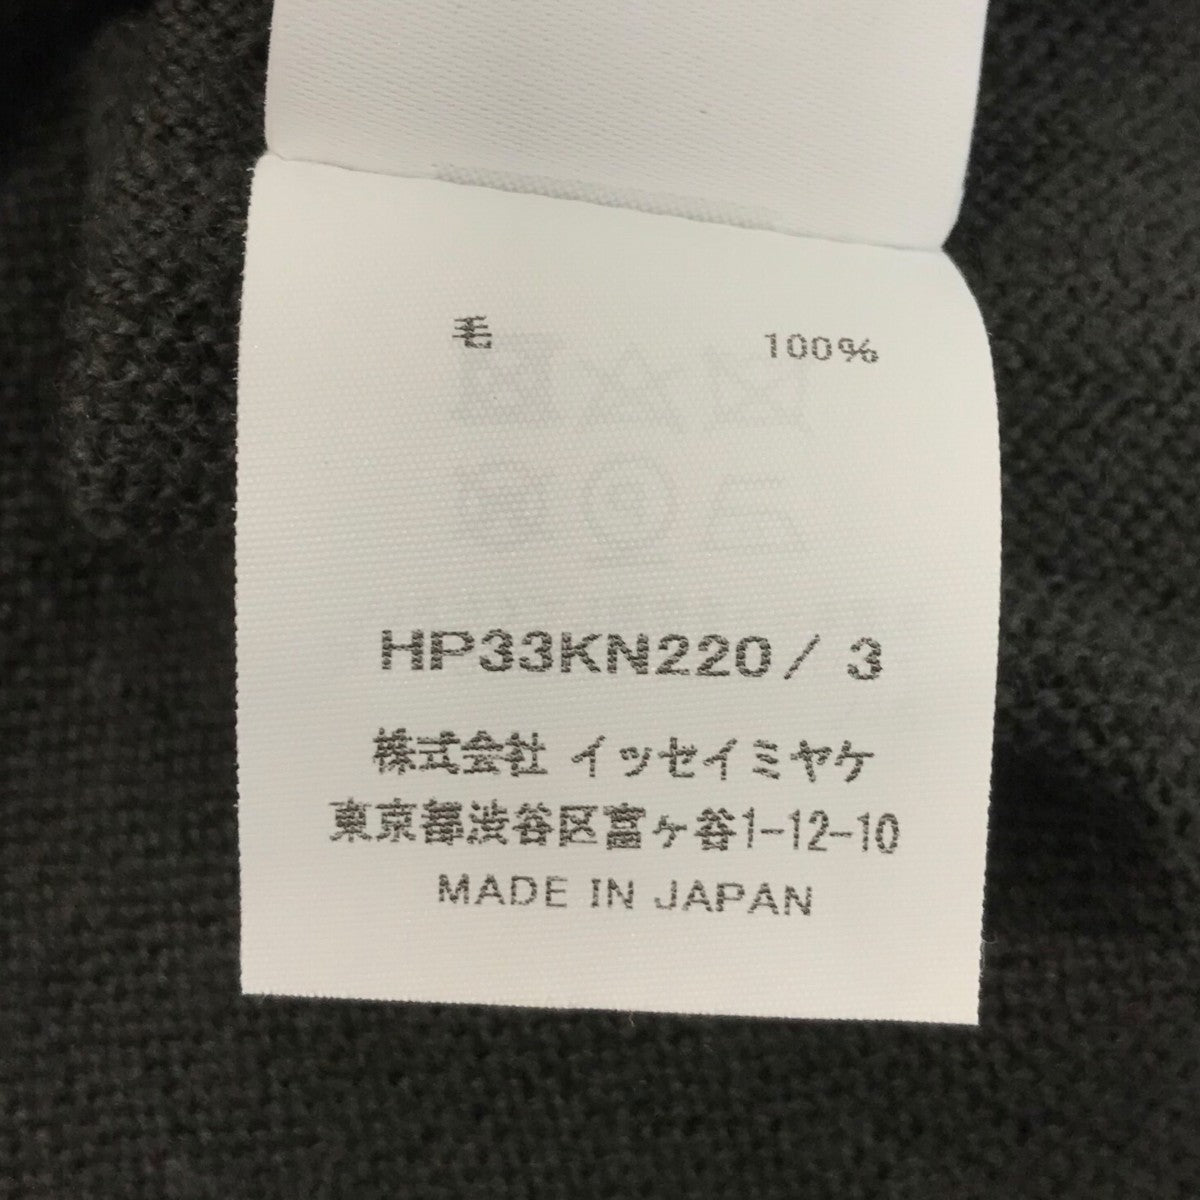 毛 100%
HP33KN220 / 3
株式会社 イッセイミヤケ
東京都渋谷区富ヶ谷1-12-10
MADE IN JAPAN